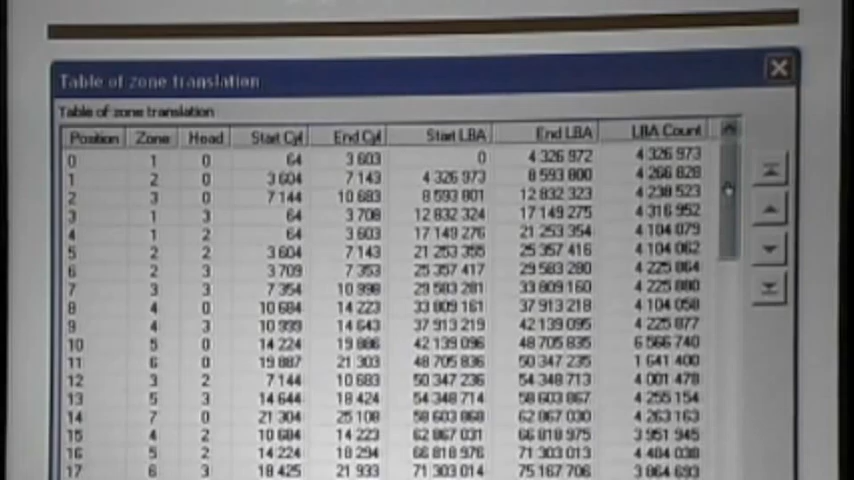 Table of zone translation
Table of zone translation
Position Zone Head Start Cyl End Cyl Start LBA End LBA LBA Count
0 1 0 64 3 603 0 4 326 972 4 326 973
1 2 0 3 604 7 143 4 326 973 8 593 800 4 266 828
2 3 0 7 144 10 683 8 593 801 12 832 323 4 238 523
3 1 3 64 3 708 12 832 324 17 149 275 4 316 952
4 1 2 64 3 603 17 149 276 21 253 354 4 104 079
5 2 2 3 604 7 143 21 253 355 25 357 416 4 104 062
6 2 3 3 709 7 353 25 357 417 29 583 280 4 225 864
7 3 3 7 354 10 998 29 583 281 33 809 160 4 225 880
8 4 0 10 684 14 223 33 809 161 37 913 218 4 104 058
9 4 3 10 999 14 643 37 913 219 42 139 095 4 225 877
10 5 0 14 224 19 886 42 139 096 48 705 835 6 566 740
11 6 0 19 887 21 303 48 705 836 50 347 235 1 641 400
12 3 2 7 144 10 683 50 347 236 54 348 713 4 001 478
13 5 3 14 644 18 424 54 348 714 58 603 867 4 255 154
14 7 0 21 304 25 108 58 603 868 62 867 030 4 263 163
15 4 2 10 684 14 223 62 867 031 66 818 975 3 951 945
16 5 2 14 224 18 294 66 818 976 71 303 013 4 484 038
17 6 3 18 425 21 933 71 303 014 75 167 706 3 864 693